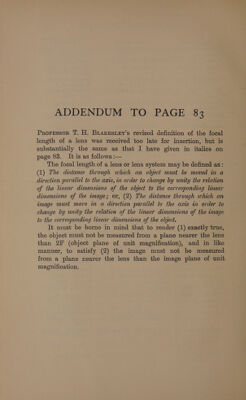 ADDENDUM TO PAGE 83
PROFESSOR T. H. BLAKESLEY'S revised definition of the focal
length of a lens was received too late for insertion, but is
substantially the same as that I have given in italics on
page 83. It is as follows:—
The focal length of a lens or lens system may be defined as:
(1) The distance through which an object must be moved in a
direction parallel to the axis, in order to change by unity the relation
of the linear dimensions of the object to the corresponding linear
dimensions of the image; or, (2) The distance through which an
image must move in a direction parallel to the axis in order to
change by unity the relation of the linear dimensions of the image
to the corresponding linear dimensions of the object.
It must be borne in mind that to render (1) exactly true,
the object must not be measured from a plane nearer the lens
than 2F (object plane of unit magnification), and in like
manner, to satisfy (2) the image must not be measured
from a plane nearer the lens than the image plane of unit
magnification.